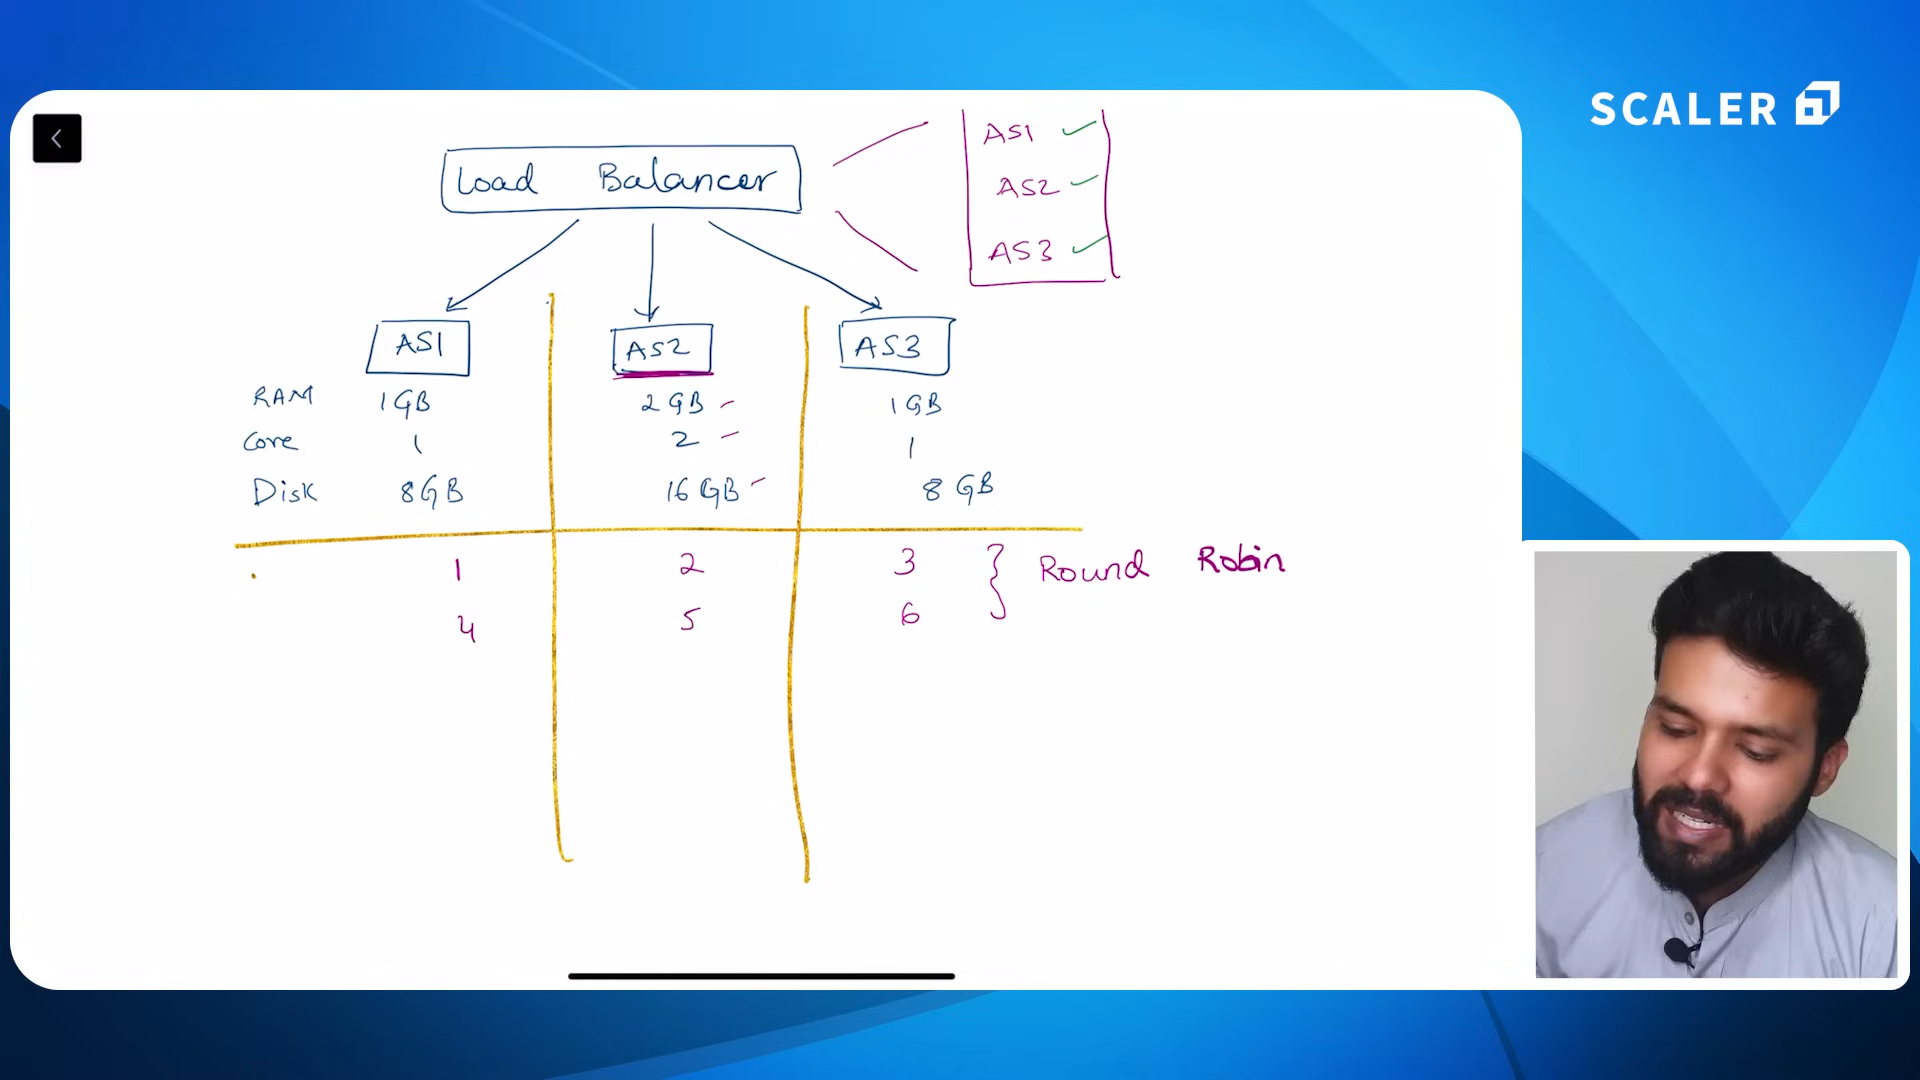 SCALER
Load Balancer
AS1
AS2
AS3
AS1 AS2 AS3
RAM 1GB 2GB 1GB
Core 1 2 1
Disk 8GB 16GB 8GB
1 2 3 Round Robin
4 5 6